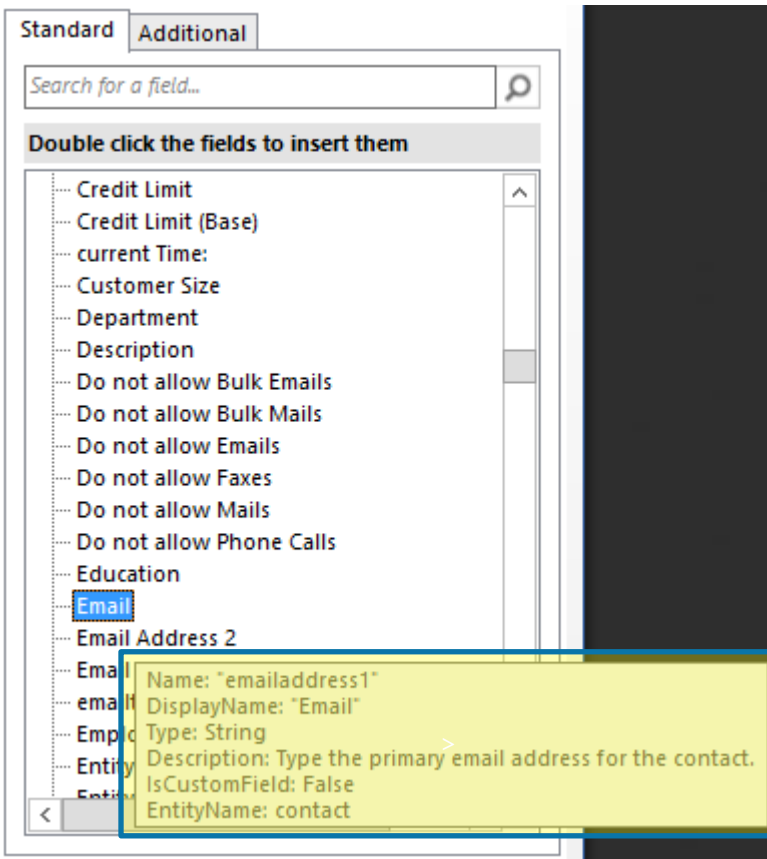 Standard
Additional
Search for a field...
Double click the fields to insert them
Credit Limit
Credit Limit (Base)
current Time:
Customer Size
Department
Description
Do not allow Bulk Emails
Do not allow Bulk Mails
Do not allow Emails
Do not allow Faxes
Do not allow Mails
Do not allow Phone Calls
Education
Email
Email Address 2
Email
Name: "emailaddress1"
DisplayName: "Email"
Type: String
Description: Type the primary email address for the contact.
Entity
IsCustomField: False
EntityName: contact